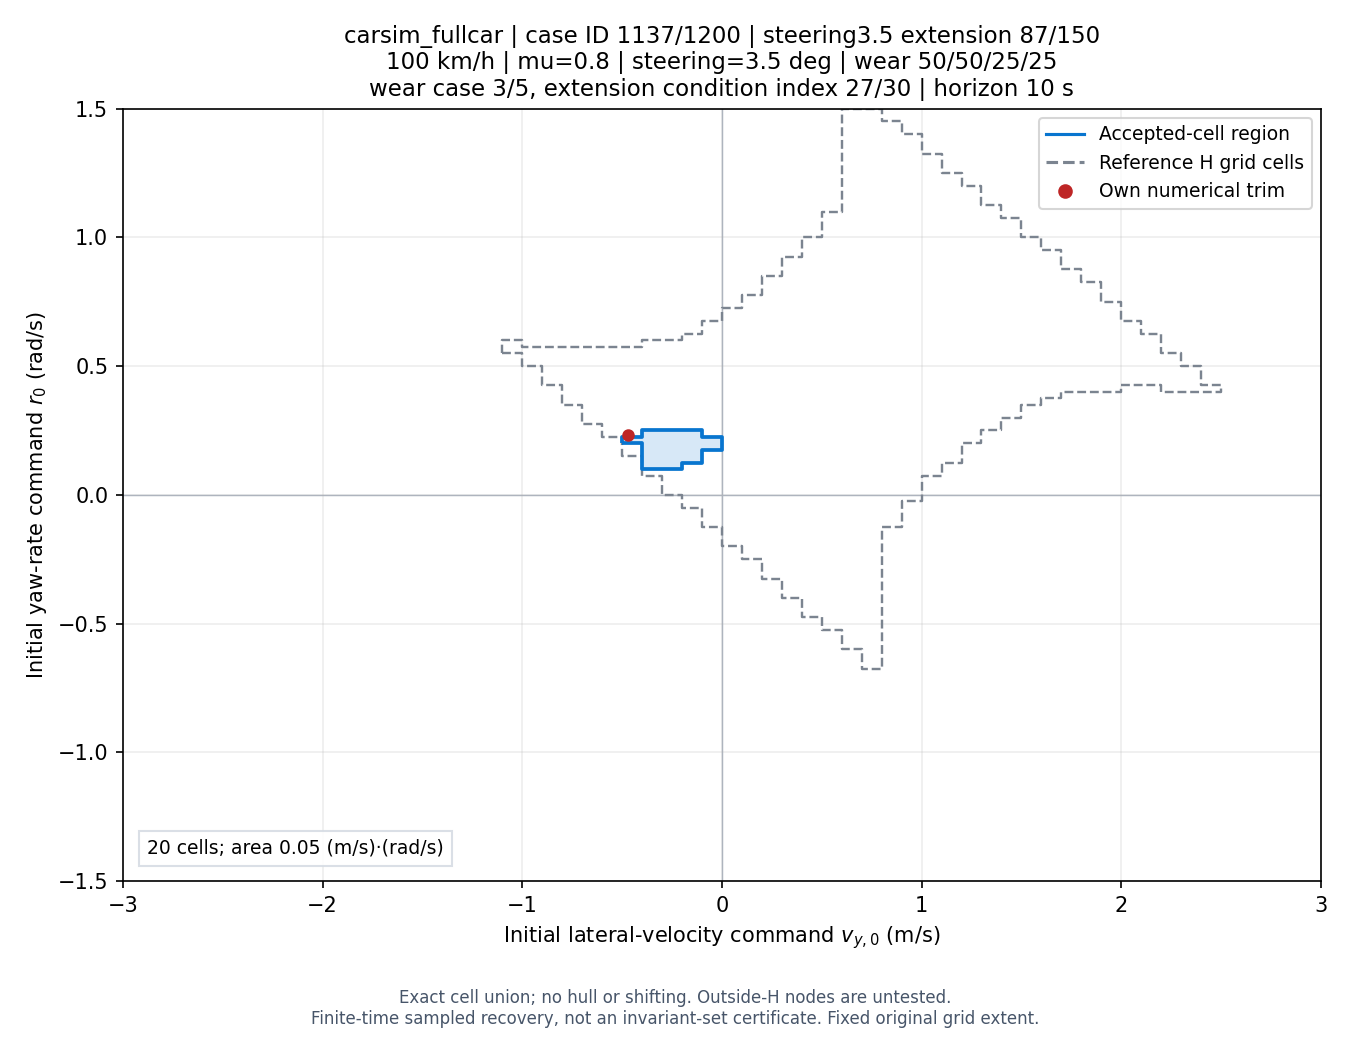 carsim_fullcar | case ID 1137/1200 | steering3.5 extension 87/150
100 km/h | mu=0.8 | steering=3.5 deg | wear 50/50/25/25
wear case 3/5, extension condition index 27/30 | horizon 10 s
Accepted-cell region
Reference H grid cells
Own numerical trim
1.5
1.0
0.5
0.0
−0.5
−1.0
−1.5
Initial yaw-rate command r₀ (rad/s)
20 cells; area 0.05 (m/s)·(rad/s)
−3
−2
−1
0
1
2
3
Initial lateral-velocity command v_{y,0} (m/s)
Exact cell union; no hull or shifting. Outside-H nodes are untested.
Finite-time sampled recovery, not an invariant-set certificate. Fixed original grid extent.